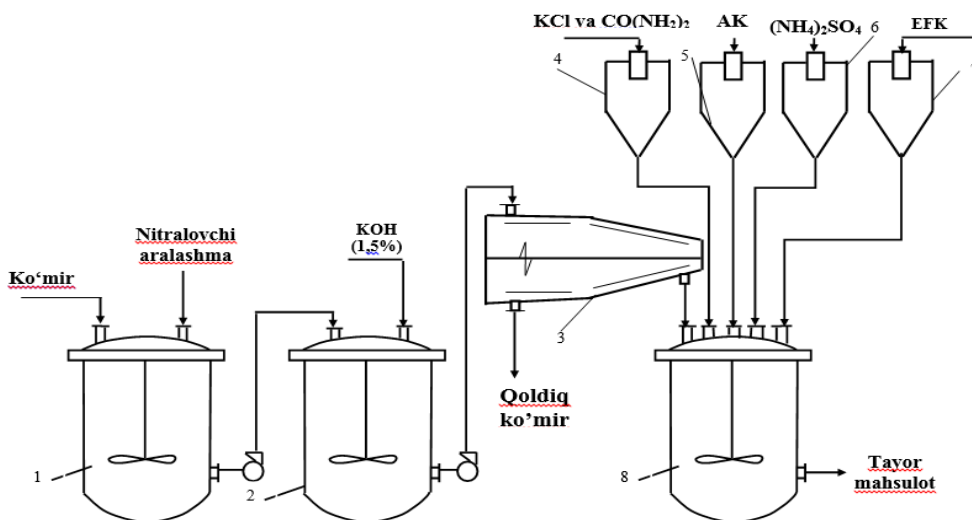 KCl va CO(NH₂)₂
AK
(NH₄)₂SO₄
6
EFK
4
5
Nitralovchi
aralashma
KOH
(1,5%)
Ko‘mir
3
Qoldiq
ko’mir
1
2
8
Tayor
mahsulot